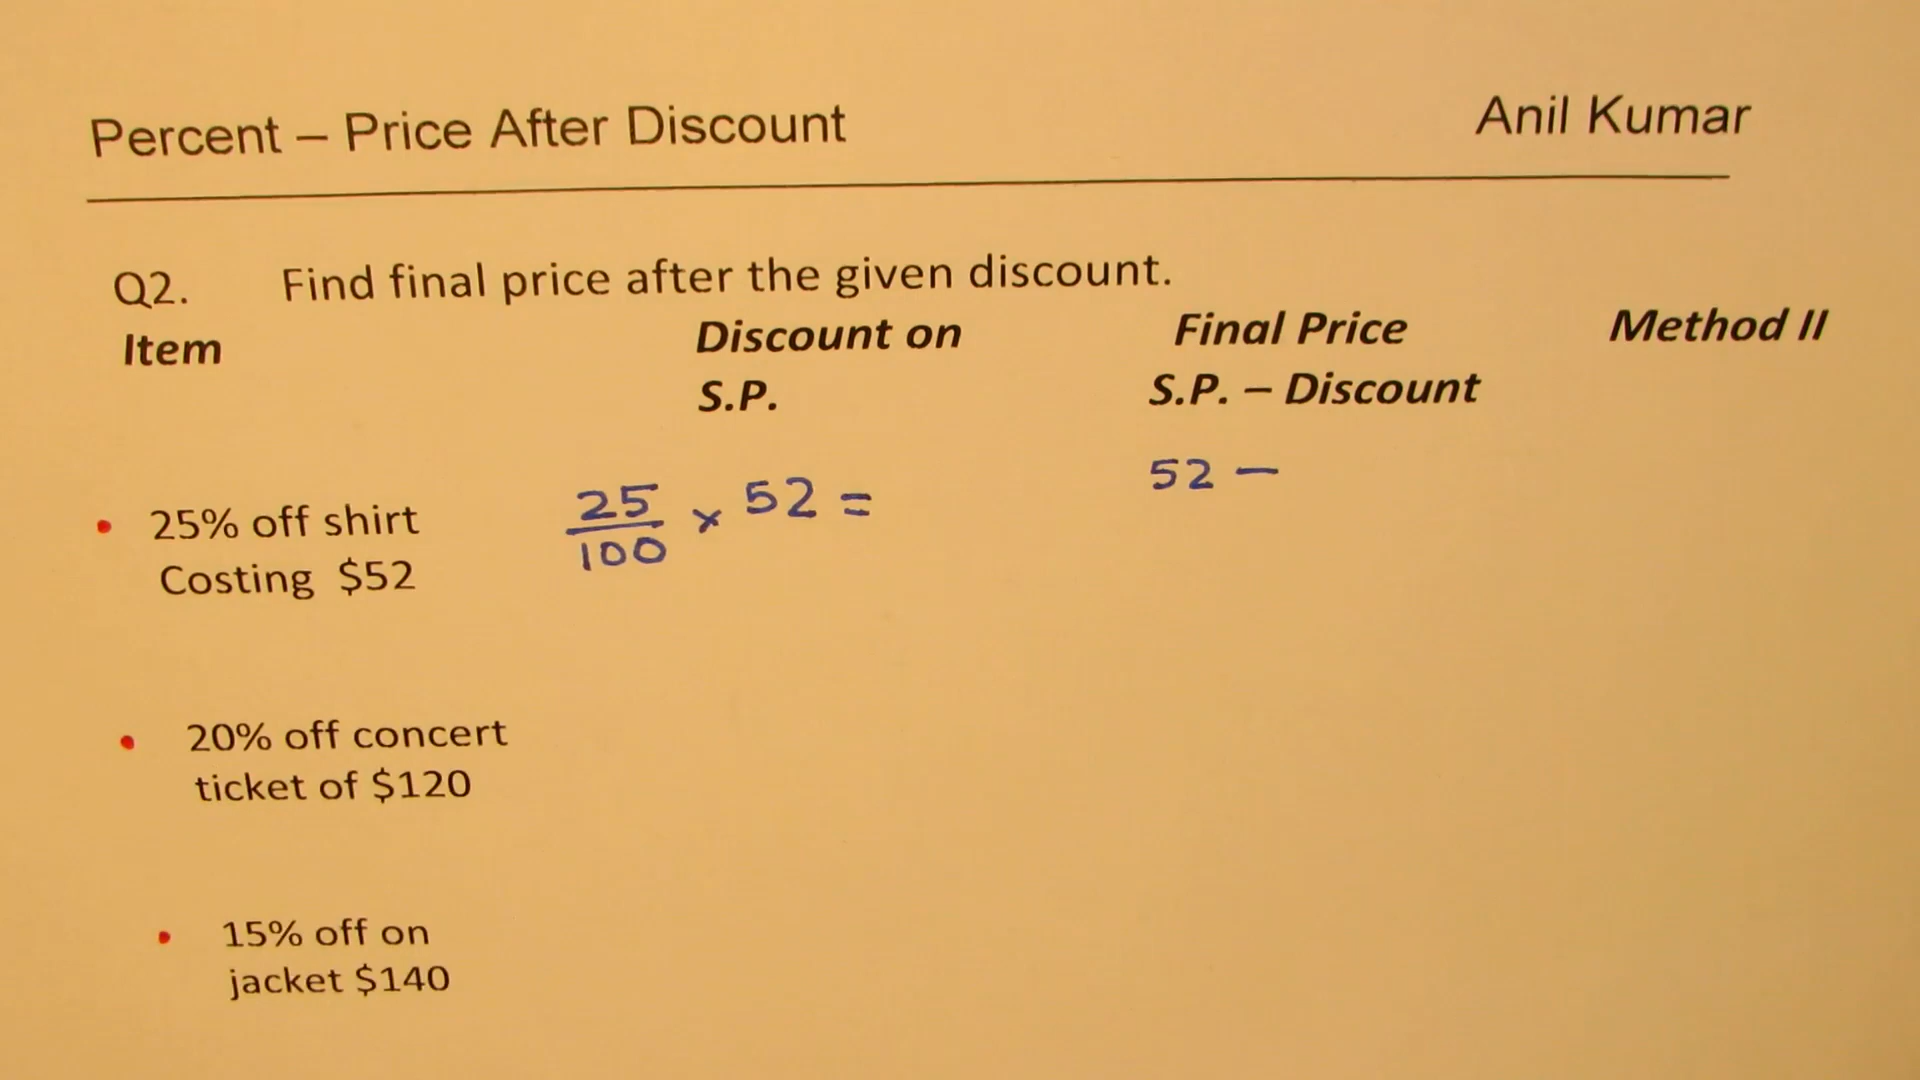 Percent – Price After Discount Anil Kumar
Q2. Find final price after the given discount.
Item Discount on Final Price Method II
S.P. S.P. – Discount
25/100 × 52 = 52 –
• 25% off shirt
Costing $52
• 20% off concert
ticket of $120
• 15% off on
jacket $140